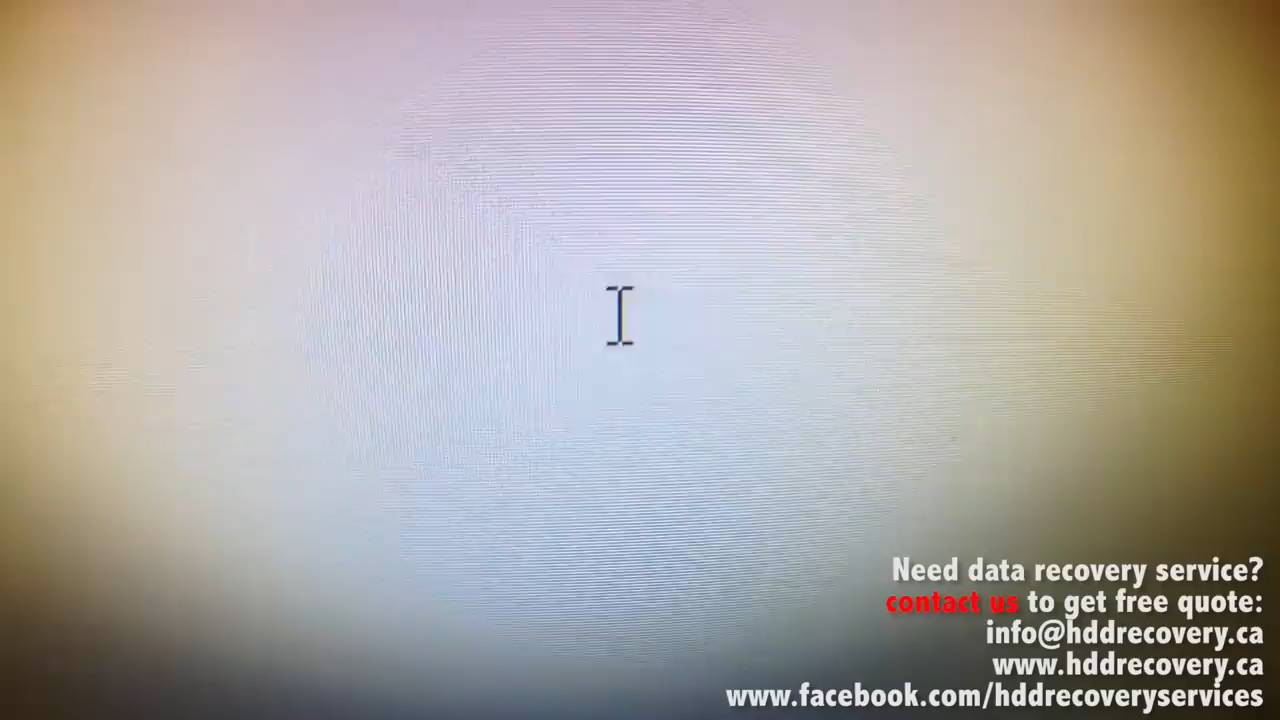 Need data recovery service?
contact us to get free quote:
info@hddrecovery.ca
www.hddrecovery.ca
www.facebook.com/hddrecoveryservices